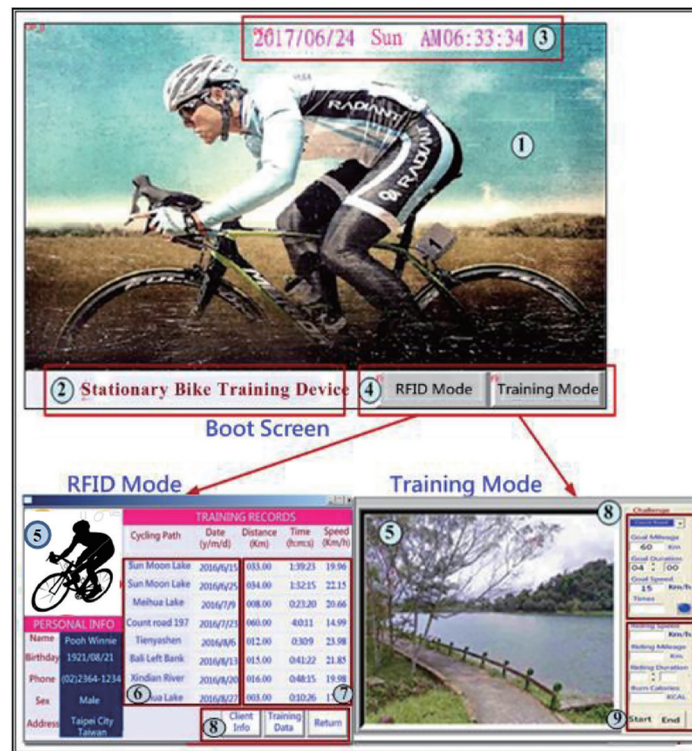 2017/06/24 Sun AM06:33:34
3
1
RADIANT
RADIANT
RADIANT
2 Stationary Bike Training Device
4 RFID Mode Training Mode
Boot Screen
RFID Mode
Training Mode
5
TRAINING RECORDS
Cycling Path Date (y/m/d) Distance (Km) Time (h:m:s) Speed (Km/h)
Sun Moon Lake 2016/6/15 033.00 1:39:23 19.96
Sun Moon Lake 2016/6/25 034.00 1:32:15 22.15
Meihua Lake 2016/7/9 008.00 0:23:20 20.66
Count road 197 2016/7/23 060.00 4:0:11 14.99
Tienyashen 2016/8/6 012.00 0:30:9 23.98
Bali Left Bank 2016/8/13 015.00 0:41:22 21.85
Xindian River 2016/8/20 016.00 0:48:15 19.98
Lake 2016/8/27 003.00 0:10:26
6
7
PERSONAL INFO
Name Pooh Winnie
Birthday 1921/08/21
Phone (02)2364-1234
Sex Male
Address Taipei City Taiwan
8 Client Info Training Data Return
5
8
Challenge
Goal Mileage
60 Km
Goal Duration
04 : 00
Goal Speed
15 Km/h
Times
Riding Speed
Km/h
Riding Mileage
Km
Riding Duration
:
Burn Calories
KCAL
9 Start End